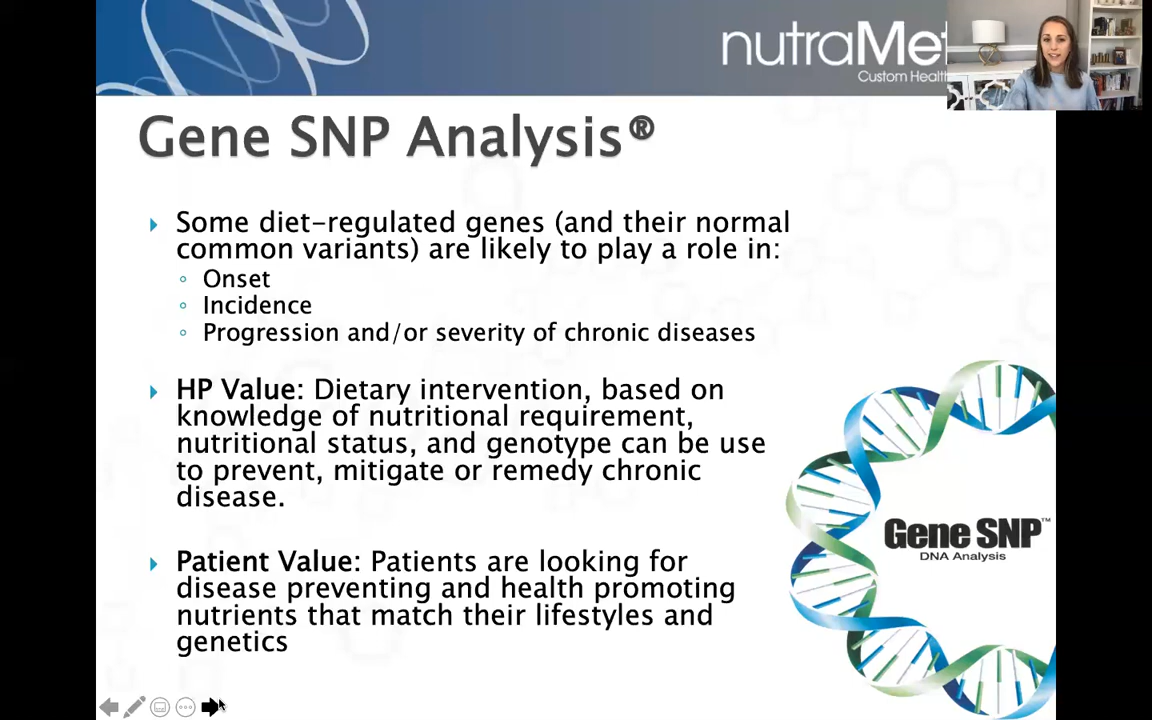 nutraMet
Custom Health
Gene SNP Analysis®
Some diet-regulated genes (and their normal
common variants) are likely to play a role in:
Onset
Incidence
Progression and/or severity of chronic diseases
HP Value: Dietary intervention, based on
knowledge of nutritional requirement,
nutritional status, and genotype can be use
to prevent, mitigate or remedy chronic
disease.
Patient Value: Patients are looking for
disease preventing and health promoting
nutrients that match their lifestyles and
genetics
Gene SNP™
DNA Analysis